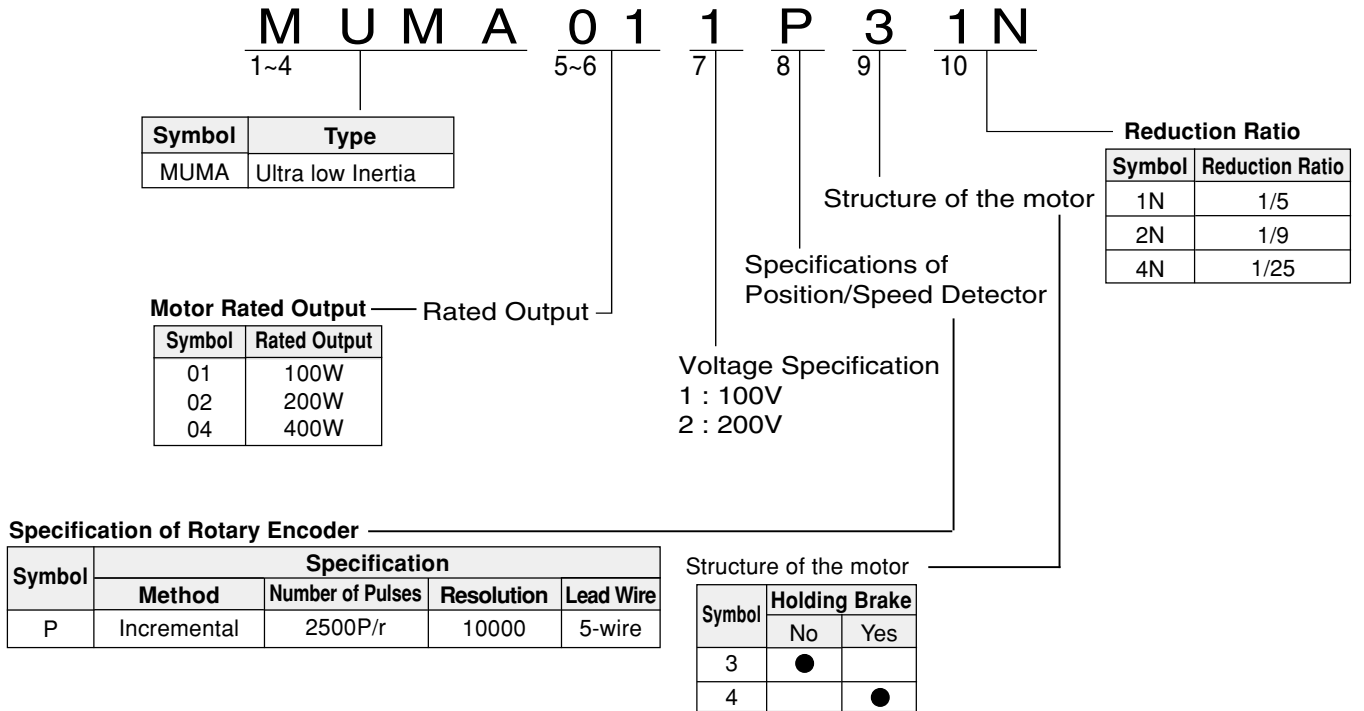 M U M A 0 1 1 P 3 1 N
1~4 5~6 7 8 9 10
Symbol Type
MUMA Ultra low Inertia
Reduction Ratio
Symbol Reduction Ratio
1N 1/5
2N 1/9
4N 1/25
Structure of the motor
Specifications of
Position/Speed Detector
Motor Rated Output Rated Output
Symbol Rated Output
01 100W
02 200W
04 400W
Voltage Specification
1 : 100V
2 : 200V
Specification of Rotary Encoder
Symbol Specification
Method Number of Pulses Resolution Lead Wire
P Incremental 2500P/r 10000 5-wire
Structure of the motor
Symbol Holding Brake
No Yes
3 ●
4 ●